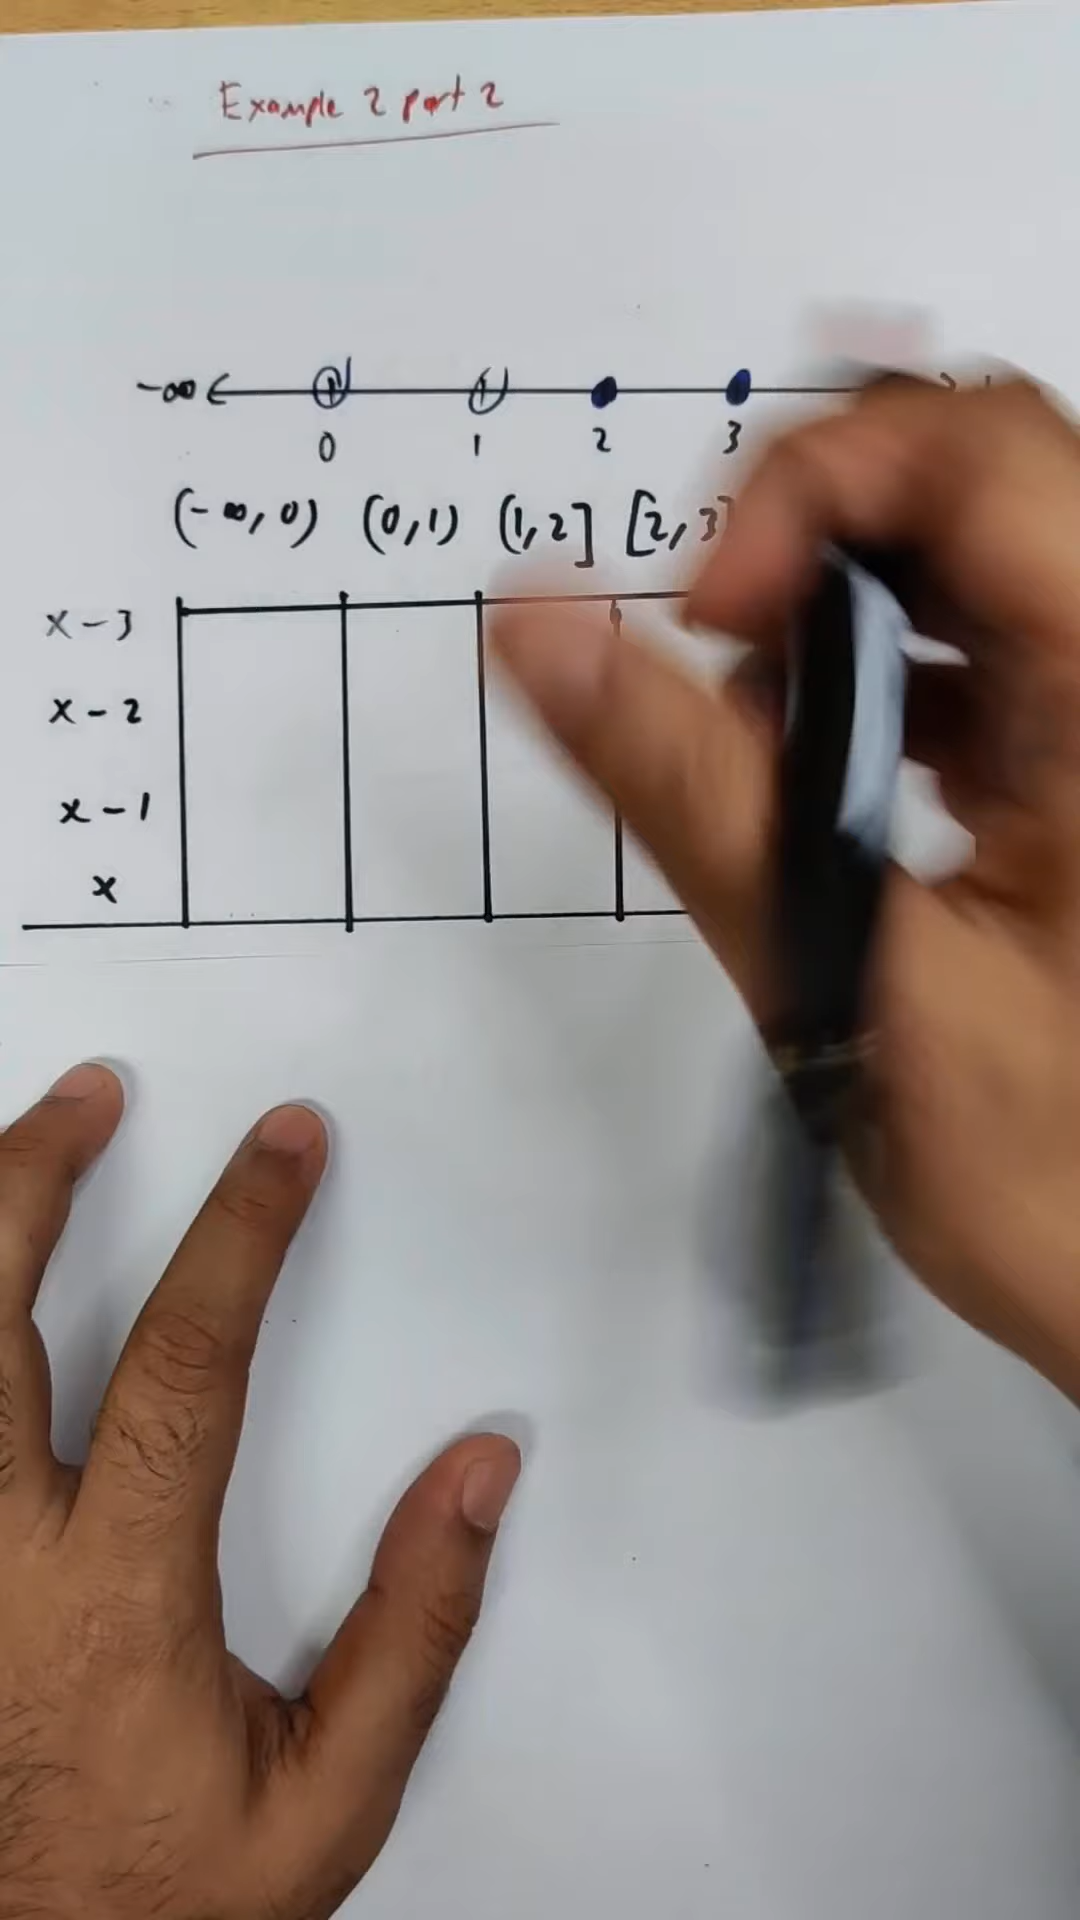 Example 2 part 2
-∞
0 1 2 3
(-∞, 0) (0,1) (1,2] [2,3]
x-3
x-2
x-1
x